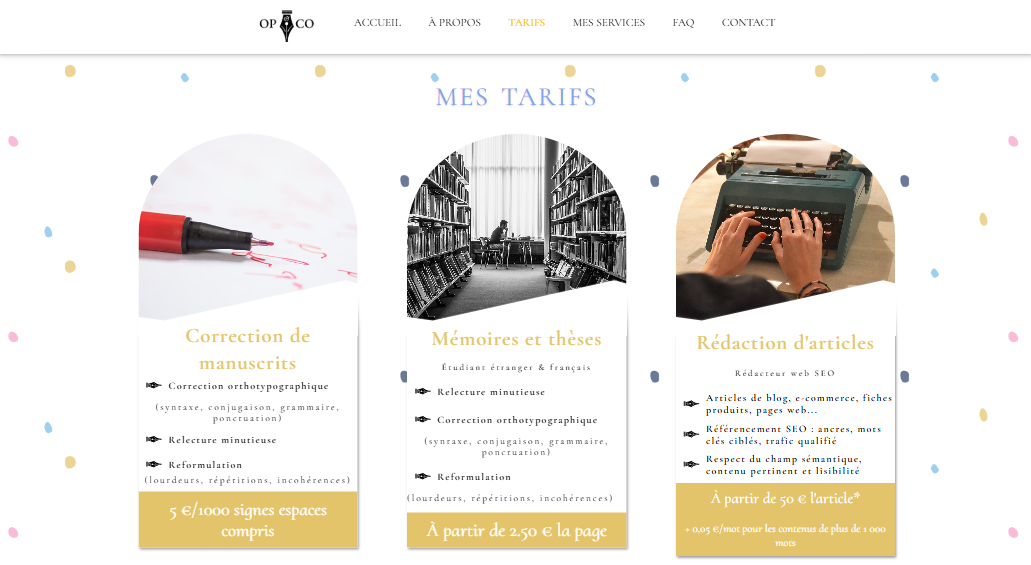 OP CO
ACCUEIL
À PROPOS
TARIFS
MES SERVICES
FAQ
CONTACT
MES TARIFS
Correction de
manuscrits
Correction orthotypographique
(syntaxe, conjugaison, grammaire,
ponctuation)
Relecture minutieuse
Reformulation
(lourdeurs, répétitions, incohérences)
5 €/1000 signes espaces
compris
Mémoires et thèses
Étudiant étranger & français
Relecture minutieuse
Correction orthotypographique
(syntaxe, conjugaison, grammaire,
ponctuation)
Reformulation
(lourdeurs, répétitions, incohérences)
À partir de 2.50 € la page
Rédaction d'articles
Rédacteur web SEO
Articles de blog, e-commerce, fiches
produits, pages web...
Référencement SEO : ancres, mots
clés ciblés, trafic qualifié
Respect du champ sémantique,
contenu pertinent et lisibilité
À partir de 50 € l'article*
+ 0,05 €/mot pour les contenus de plus de 1 000
mots